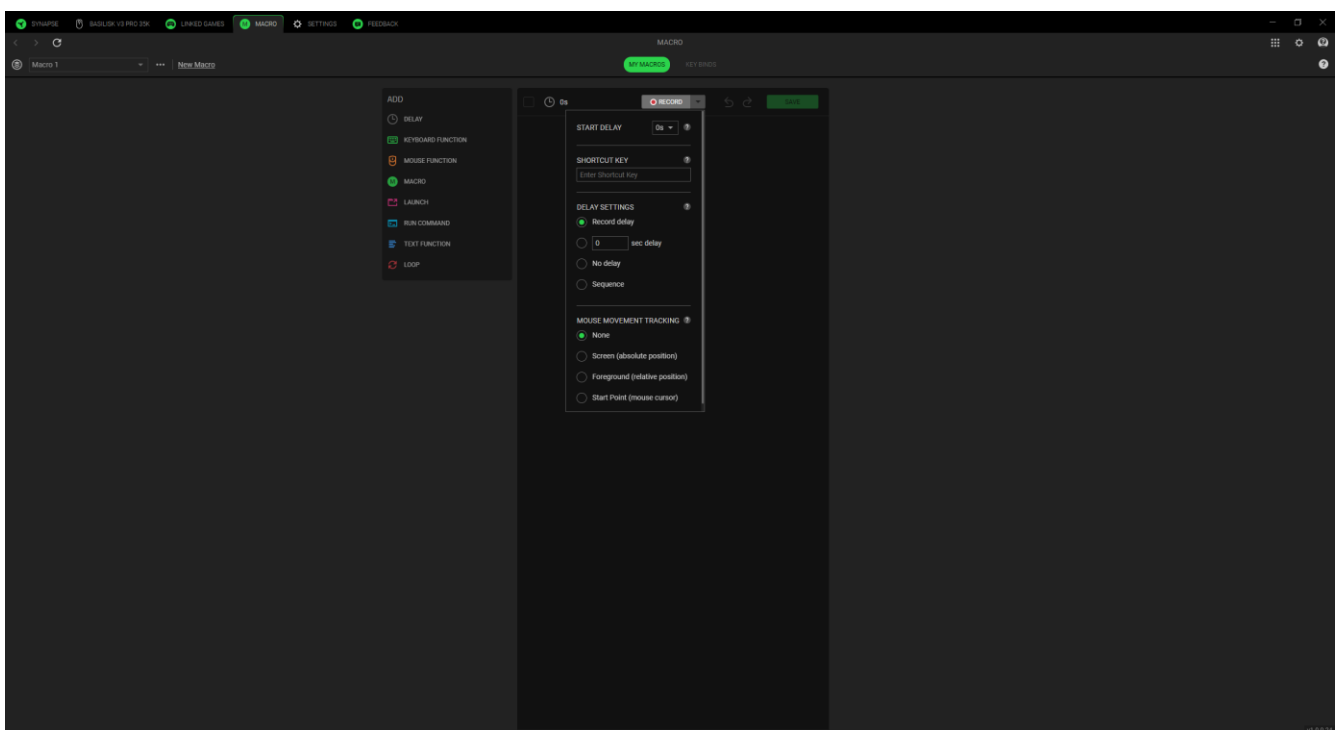 SYNAPSE BASILISK V3 PRO 35K LINKED GAMES MACRO SETTINGS FEEDBACK
MACRO
Macro 1 New Macro MY MACROS KEY BINDS
ADD
DELAY
KEYBOARD FUNCTION
MOUSE FUNCTION
MACRO
LAUNCH
RUN COMMAND
TEXT FUNCTION
LOOP
0s RECORD SAVE
START DELAY 0s
SHORTCUT KEY
Enter Shortcut Key
DELAY SETTINGS
Record delay
0 sec delay
No delay
Sequence
MOUSE MOVEMENT TRACKING
None
Screen (absolute position)
Foreground (relative position)
Start Point (mouse cursor)